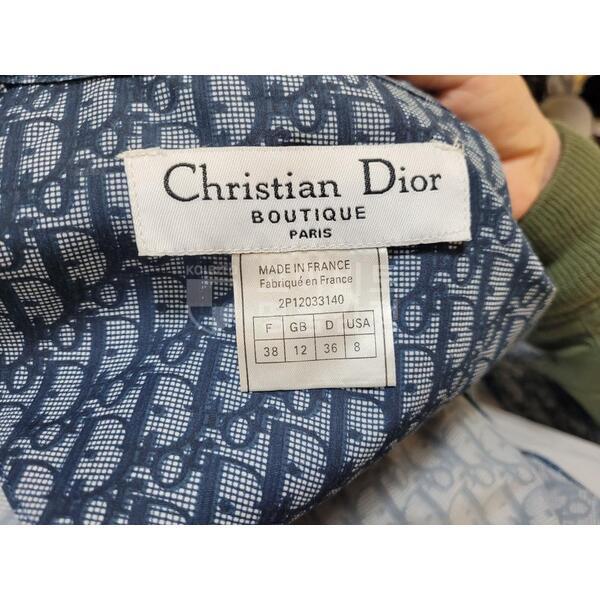 Christian Dior
BOUTIQUE
PARIS
MADE IN FRANCE
Fabriqué en France
2P12033140
F GB D USA
38 12 36 8